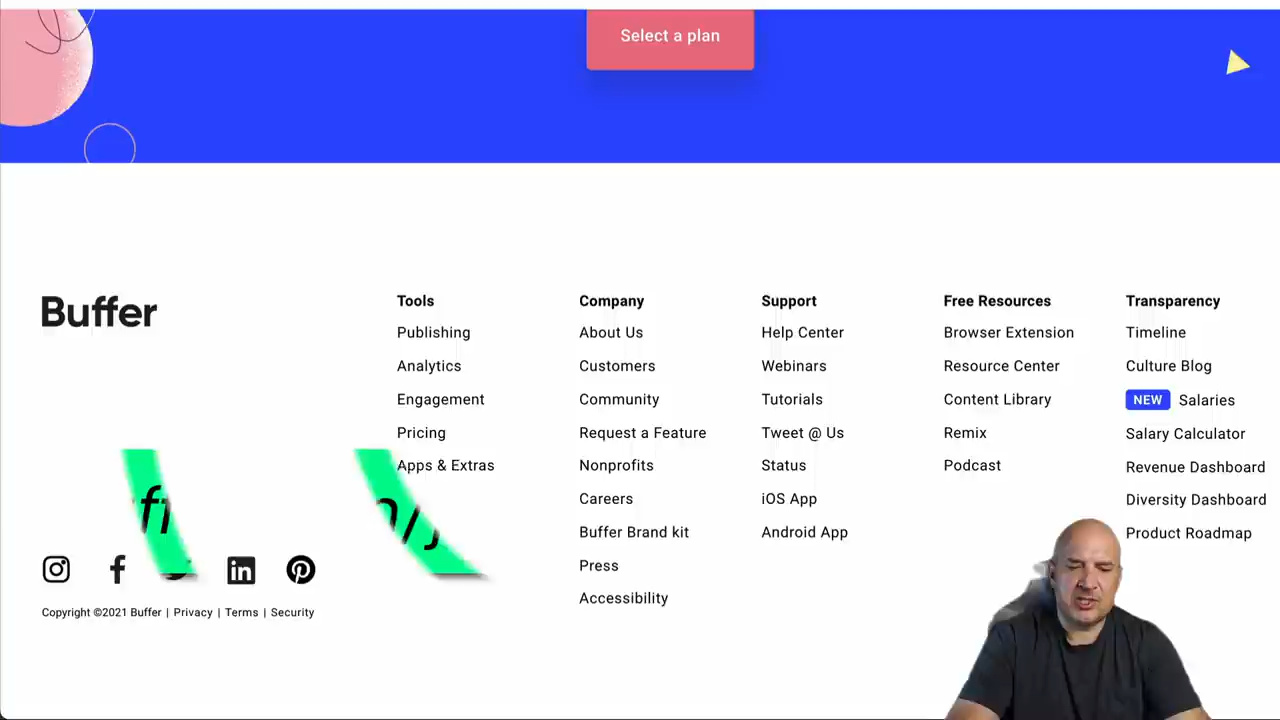 Select a plan
Buffer
Tools
Publishing
Analytics
Engagement
Pricing
Apps & Extras
Company
About Us
Customers
Community
Request a Feature
Nonprofits
Careers
Buffer Brand kit
Press
Accessibility
Support
Help Center
Webinars
Tutorials
Tweet @ Us
Status
iOS App
Android App
Free Resources
Browser Extension
Resource Center
Content Library
Remix
Podcast
Transparency
Timeline
Culture Blog
NEW Salaries
Salary Calculator
Revenue Dashboard
Diversity Dashboard
Product Roadmap
Copyright ©2021 Buffer | Privacy | Terms | Security